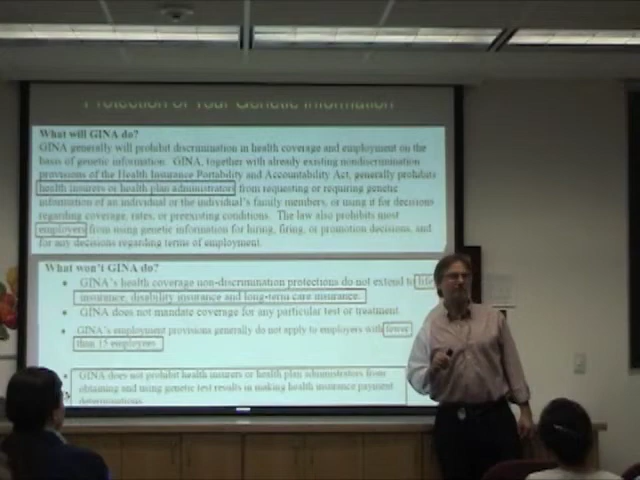 Protection of Your Genetic Information
What will GINA do?
GINA generally will prohibit discrimination in health coverage and employment on the
basis of genetic information. GINA, together with already existing nondiscrimination
provisions of the Health Insurance Portability and Accountability Act, generally prohibits
health insurers or health plan administrators from requesting or requiring genetic
information of an individual or the individual's family members, or using it for decisions
regarding coverage, rates, or preexisting conditions. The law also prohibits most
employers from using genetic information for hiring, firing, or promotion decisions, and
for any decisions regarding terms of employment.
What won't GINA do?
• GINA's health coverage non-discrimination protections do not extend to life
insurance, disability insurance and long-term care insurance.
• GINA does not mandate coverage for any particular test or treatment.
• GINA's employment provisions generally do not apply to employers with fewer
than 15 employees.
• GINA does not prohibit health insurers or health plan administrators from
obtaining and using genetic test results in making health insurance payment
determinations.